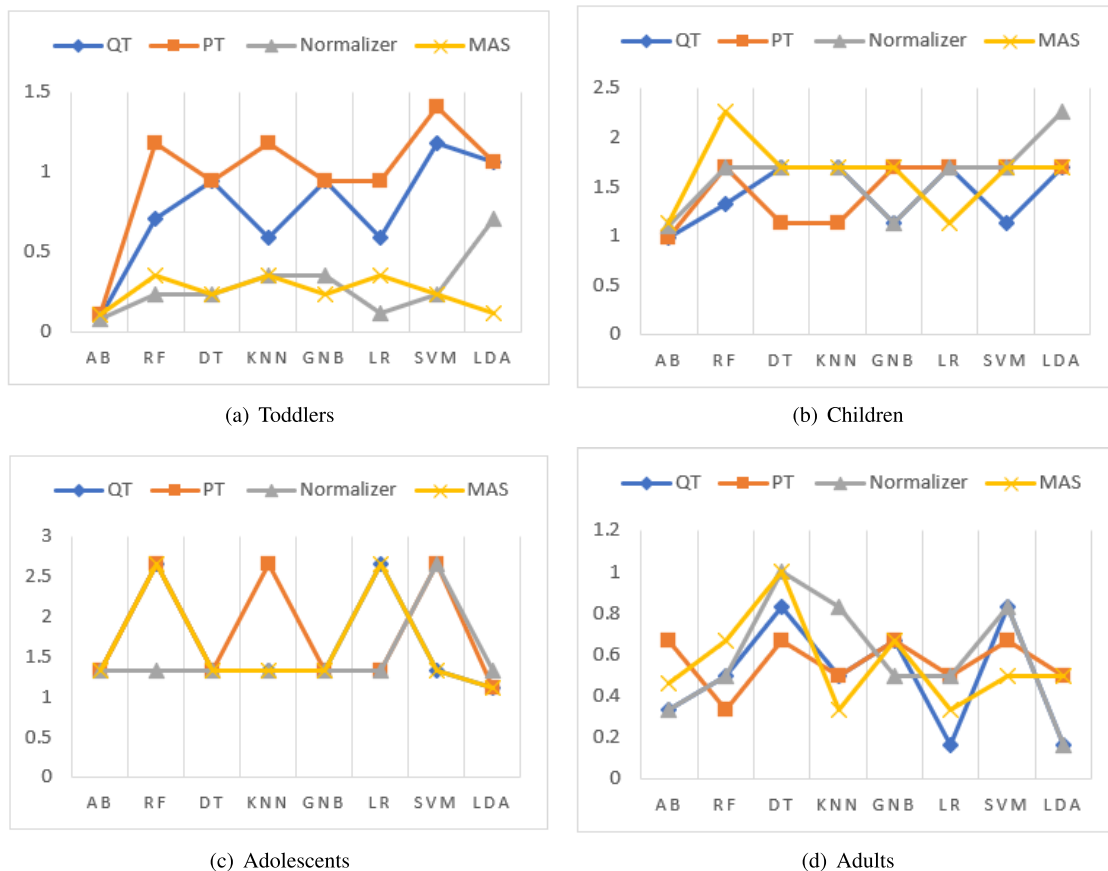 QT PT Normalizer MAS
1.5
1
0.5
0
AB RF DT KNN GNB LR SVM LDA
(a) Toddlers
QT PT Normalizer MAS
2.5
2
1.5
1
0.5
0
AB RF DT KNN GNB LR SVM LDA
(b) Children
QT PT Normalizer MAS
3
2.5
2
1.5
1
0.5
0
AB RF DT KNN GNB LR SVM LDA
(c) Adolescents
QT PT Normalizer MAS
1.2
1
0.8
0.6
0.4
0.2
0
AB RF DT KNN GNB LR SVM LDA
(d) Adults